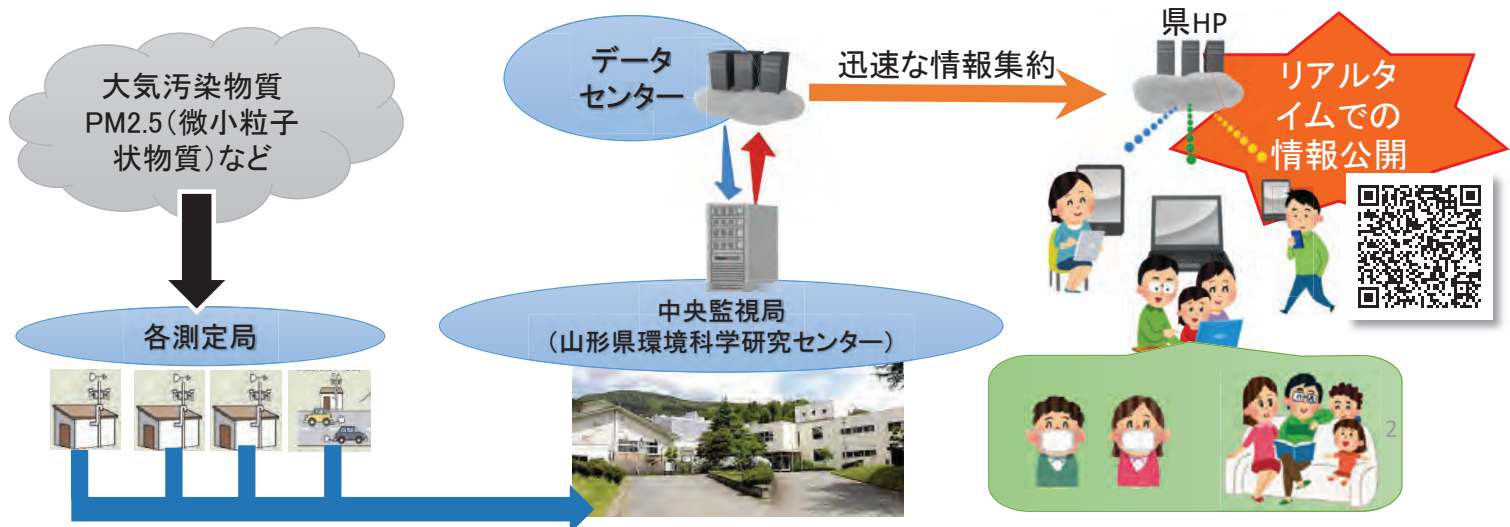 大気汚染物質
PM2.5（微小粒子
状物質）など
各測定局
データ
センター
迅速な情報集約
中央監視局
（山形県環境科学研究センター）
県HP
リアルタ
イムでの
情報公開
2